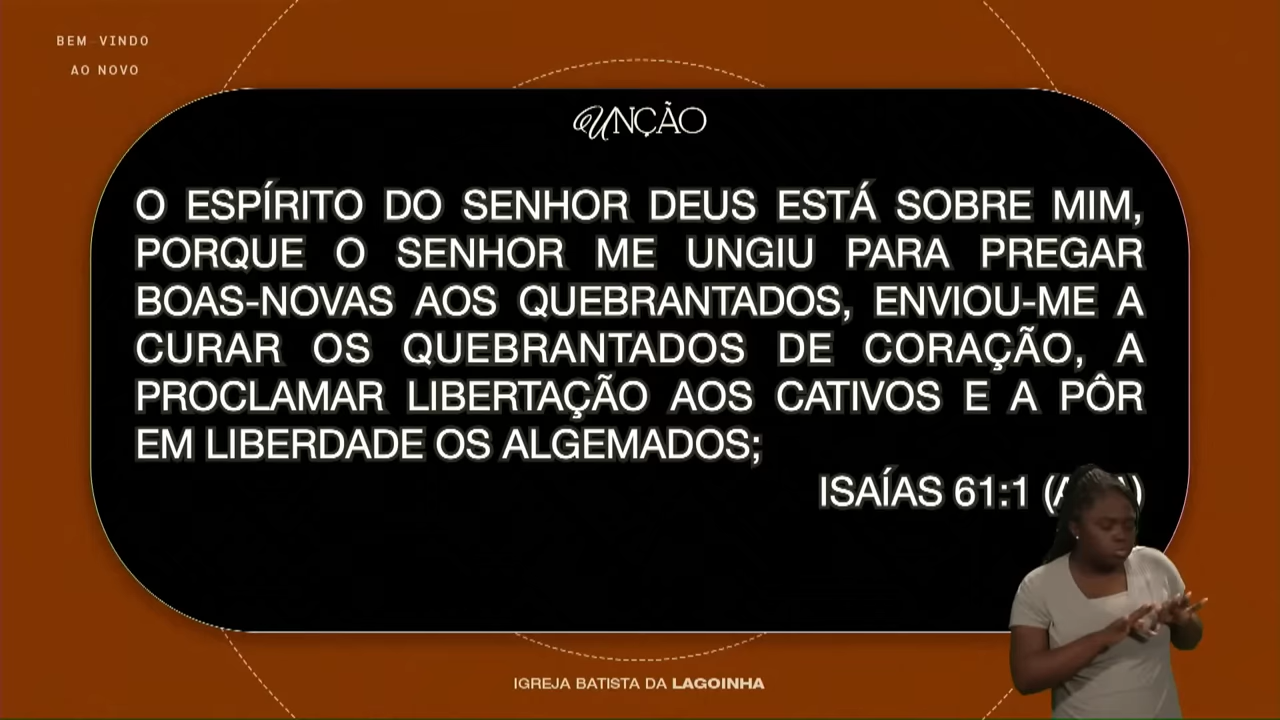 BEM VINDO
AO NOVO
UNÇÃO
O ESPÍRITO DO SENHOR DEUS ESTÁ SOBRE MIM,
PORQUE O SENHOR ME UNGIU PARA PREGAR
BOAS-NOVAS AOS QUEBRANTADOS, ENVIOU-ME A
CURAR OS QUEBRANTADOS DE CORAÇÃO, A
PROCLAMAR LIBERTAÇÃO AOS CATIVOS E A PÔR
EM LIBERDADE OS ALGEMADOS;
ISAÍAS 61:1
IGREJA BATISTA DA LAGOINHA